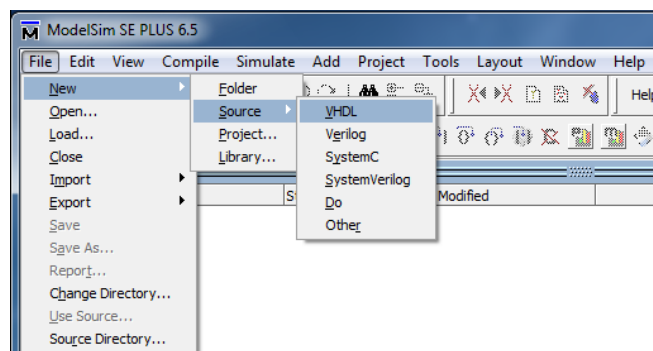 ModelSim SE PLUS 6.5
File Edit View Compile Simulate Add Project Tools Layout Window Help
New
Open...
Load...
Close
Import
Export
Save
Save As...
Report...
Change Directory...
Use Source...
Source Directory...
Folder
Source
Project...
Library...
VHDL
Verilog
SystemC
SystemVerilog
Do
Other
Help
Modified